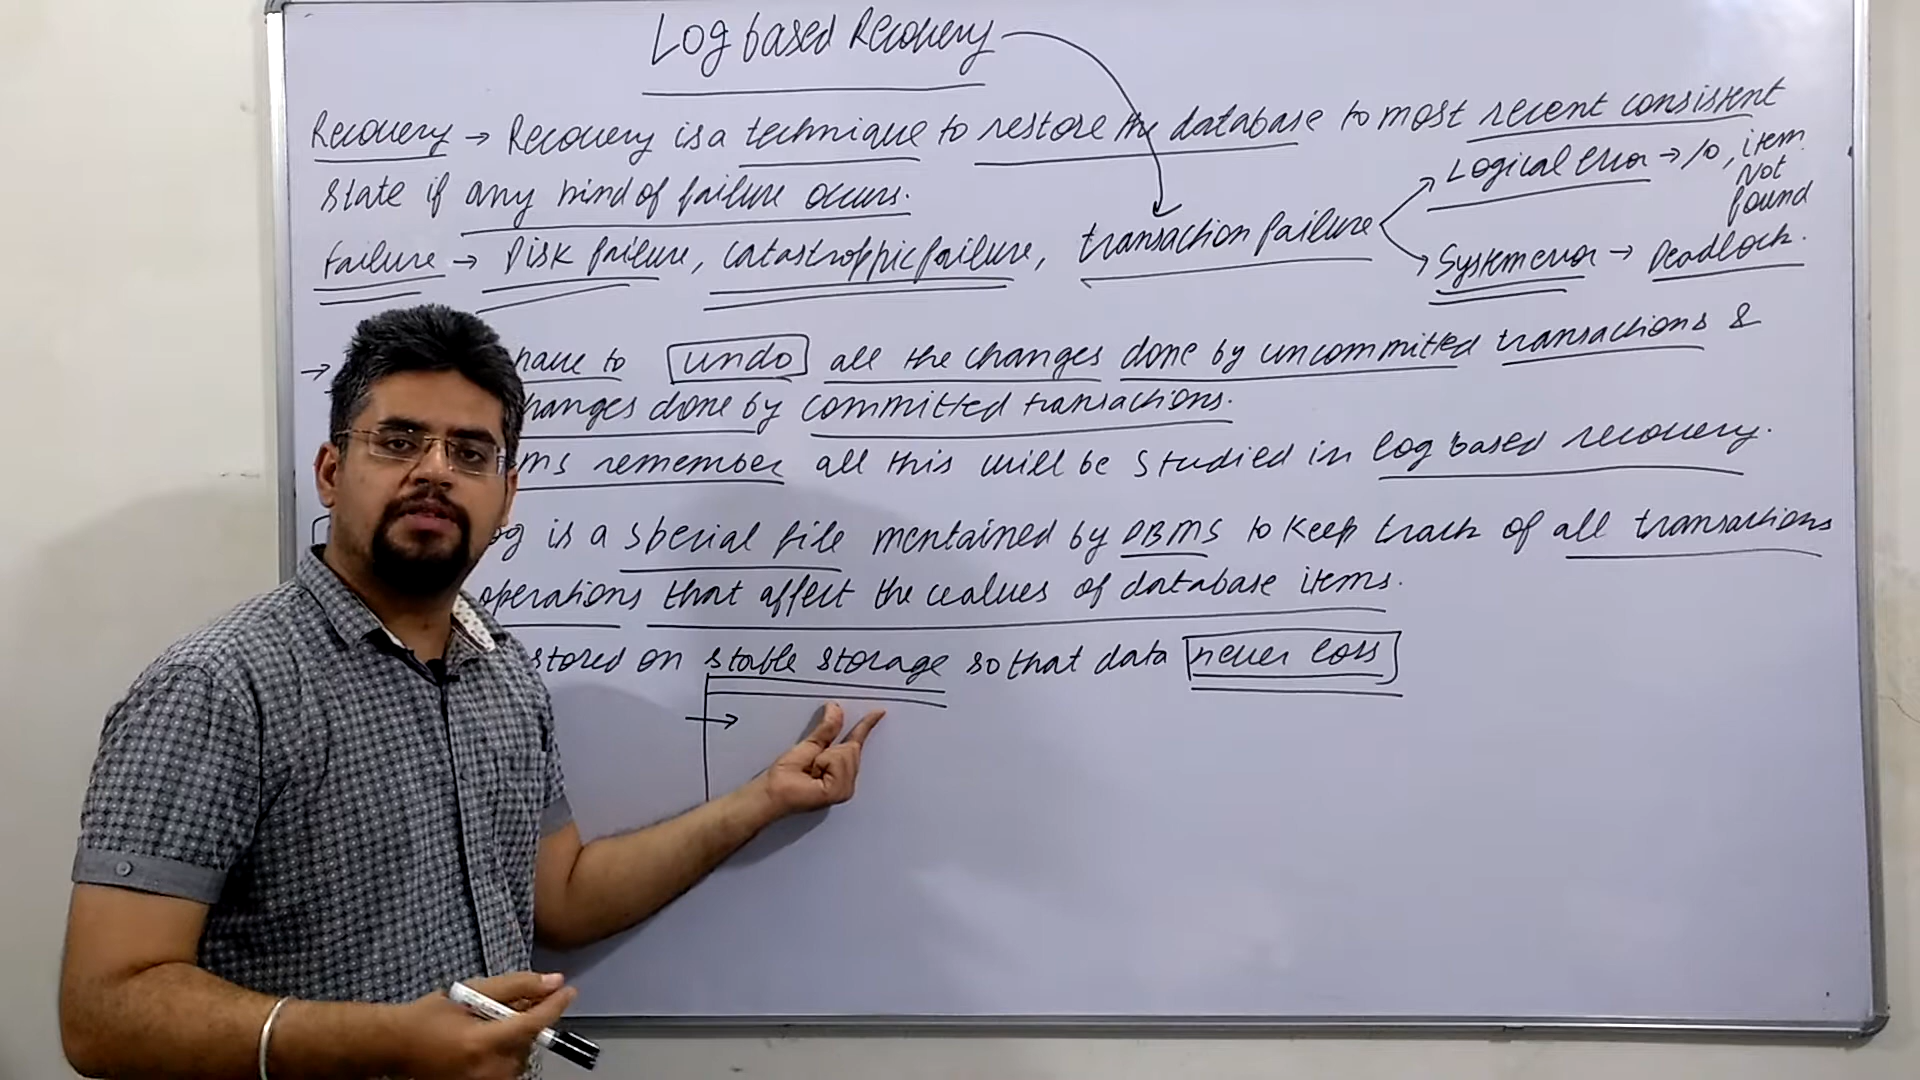 Log based Recovery
Recovery → Recovery is a technique to restore the database to most recent consistent
state if any kind of failure occurs.
Logical Error → 10, item
Not
found
Failure → Disk failure, Catastroppic failure, transaction failure
System error → Deadlock.
→ have to undo all the changes done by uncommitted transactions &
changes done by committed transactions.
remember all this will be studied in log based recovery.
is a special file mentained by DBMS to keep track of all transactions
operations that affect the values of database items.
stored on stable storage so that data never loss